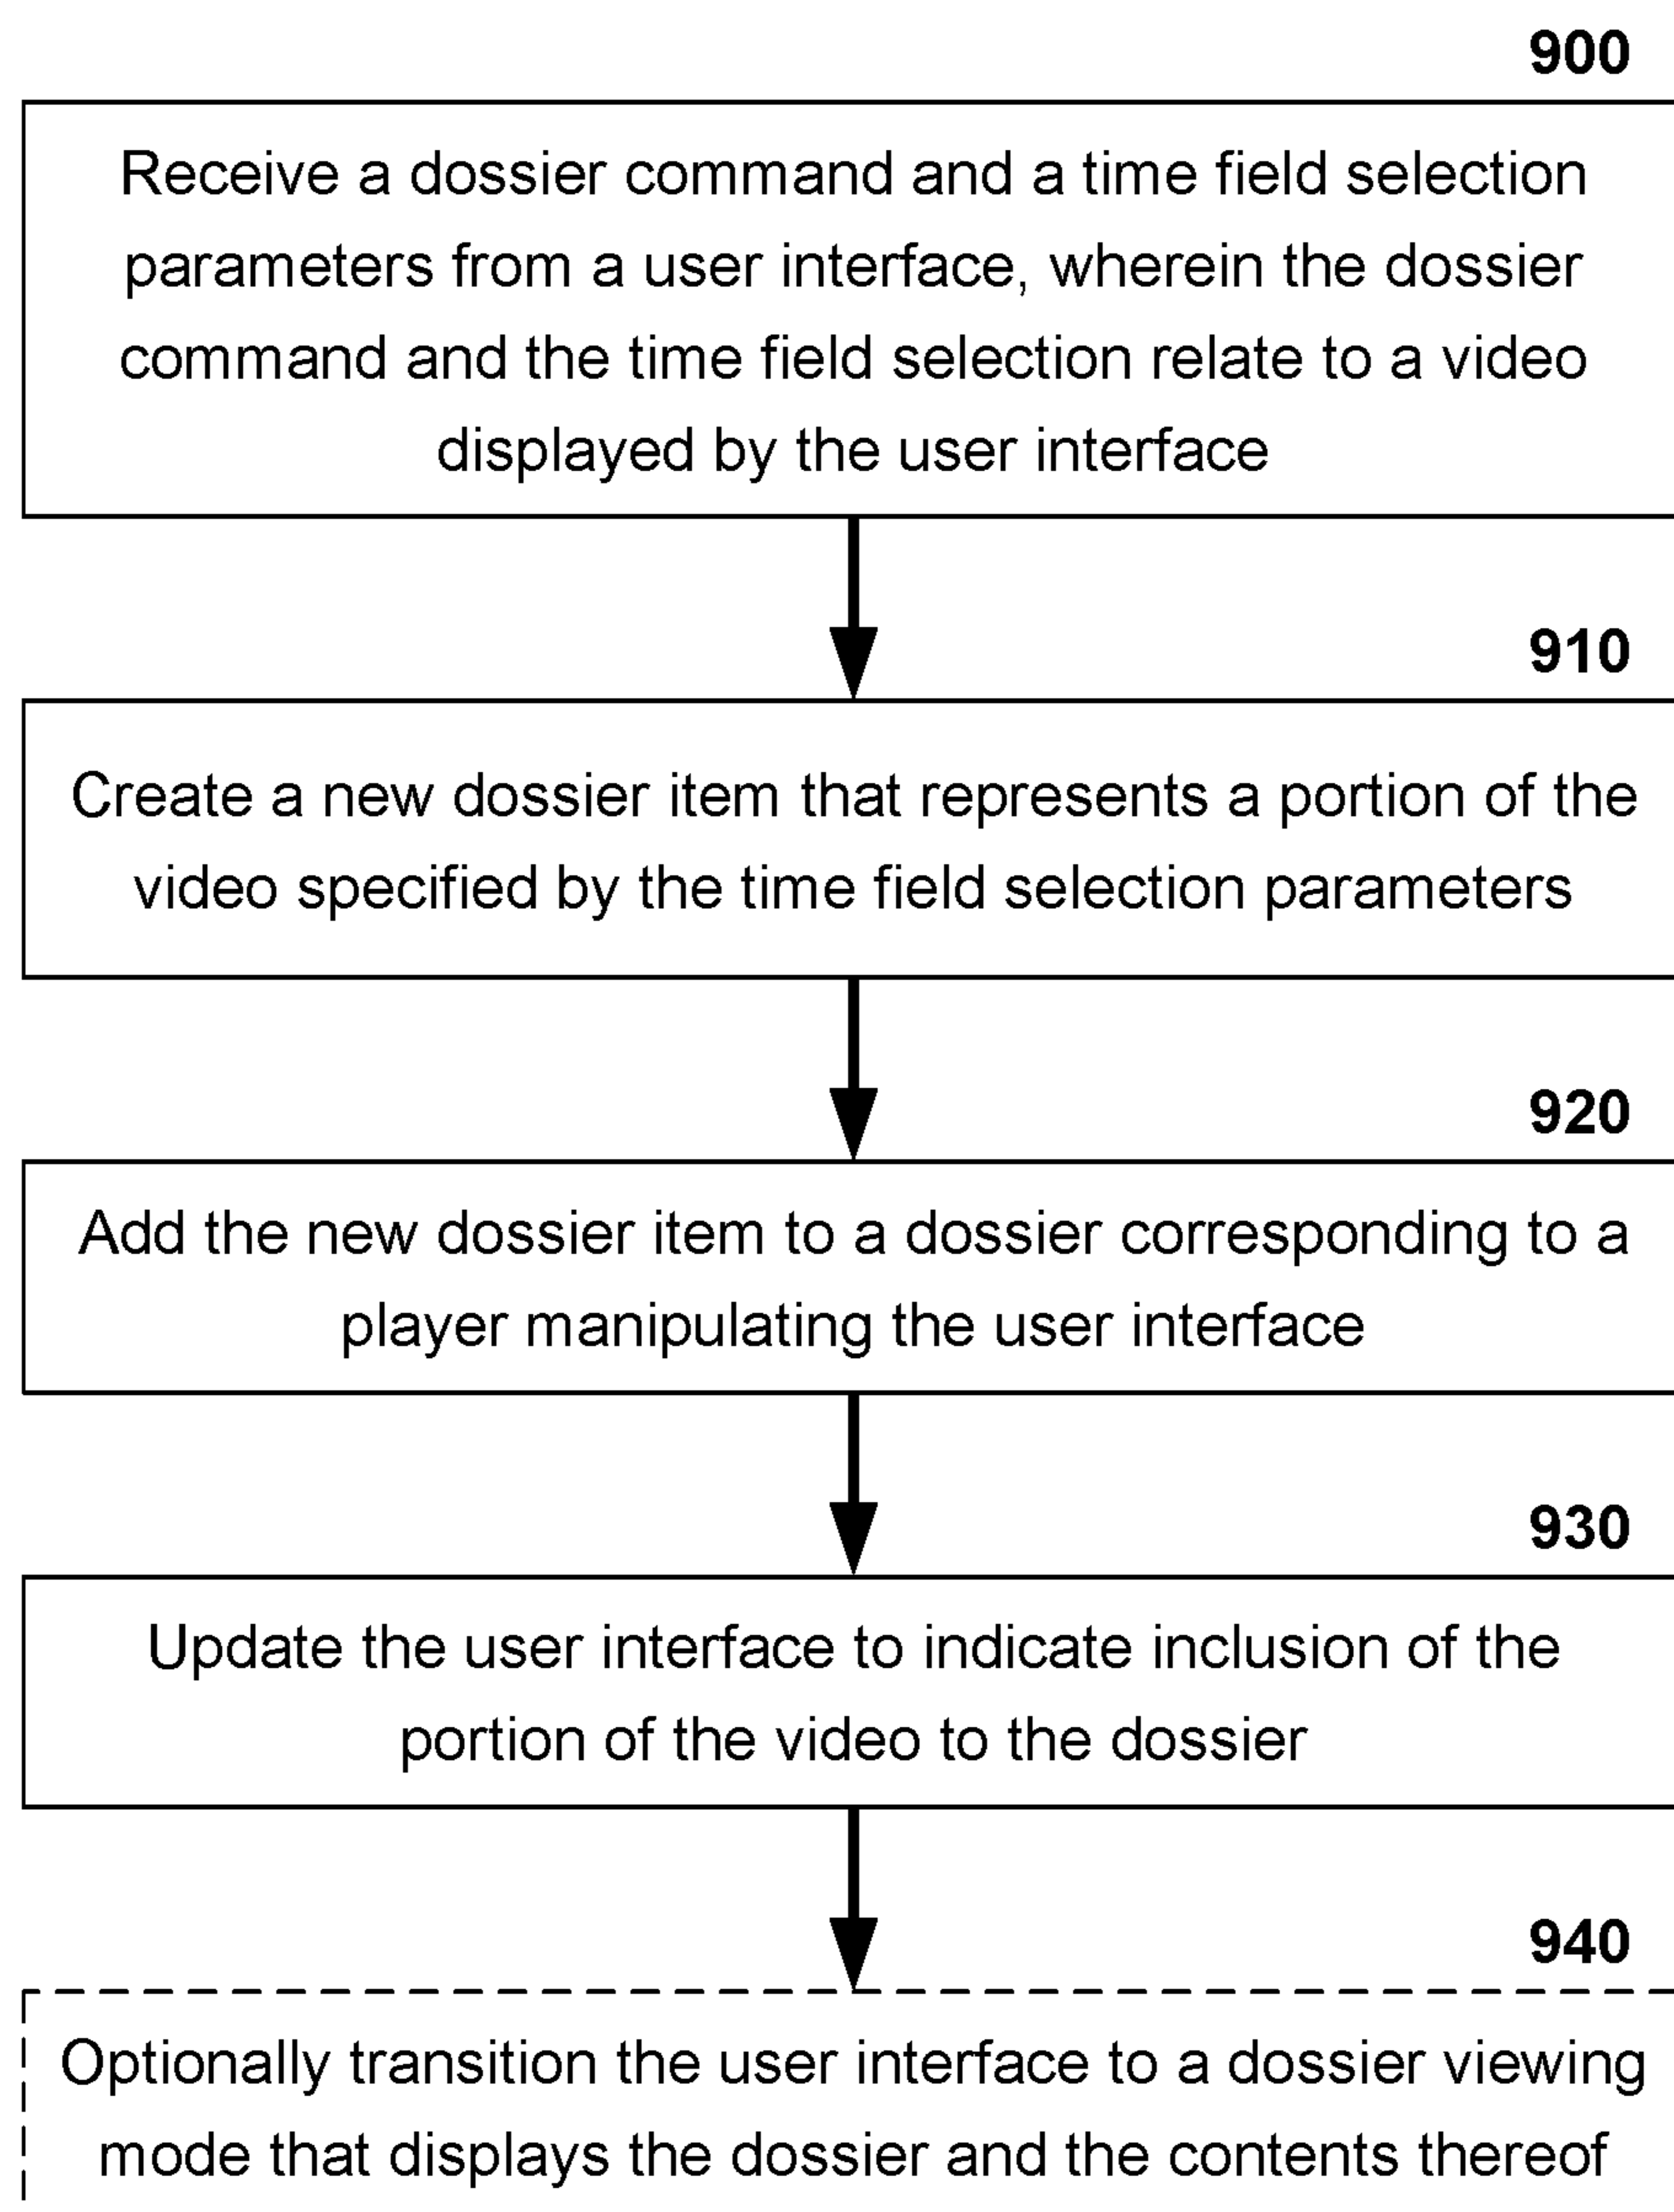 900
Receive a dossier command and a time field selection
parameters from a user interface, wherein the dossier
command and the time field selection relate to a video
displayed by the user interface
910
Create a new dossier item that represents a portion of the
video specified by the time field selection parameters
920
Add the new dossier item to a dossier corresponding to a
player manipulating the user interface
930
Update the user interface to indicate inclusion of the
portion of the video to the dossier
940
Optionally transition the user interface to a dossier viewing
mode that displays the dossier and the contents thereof